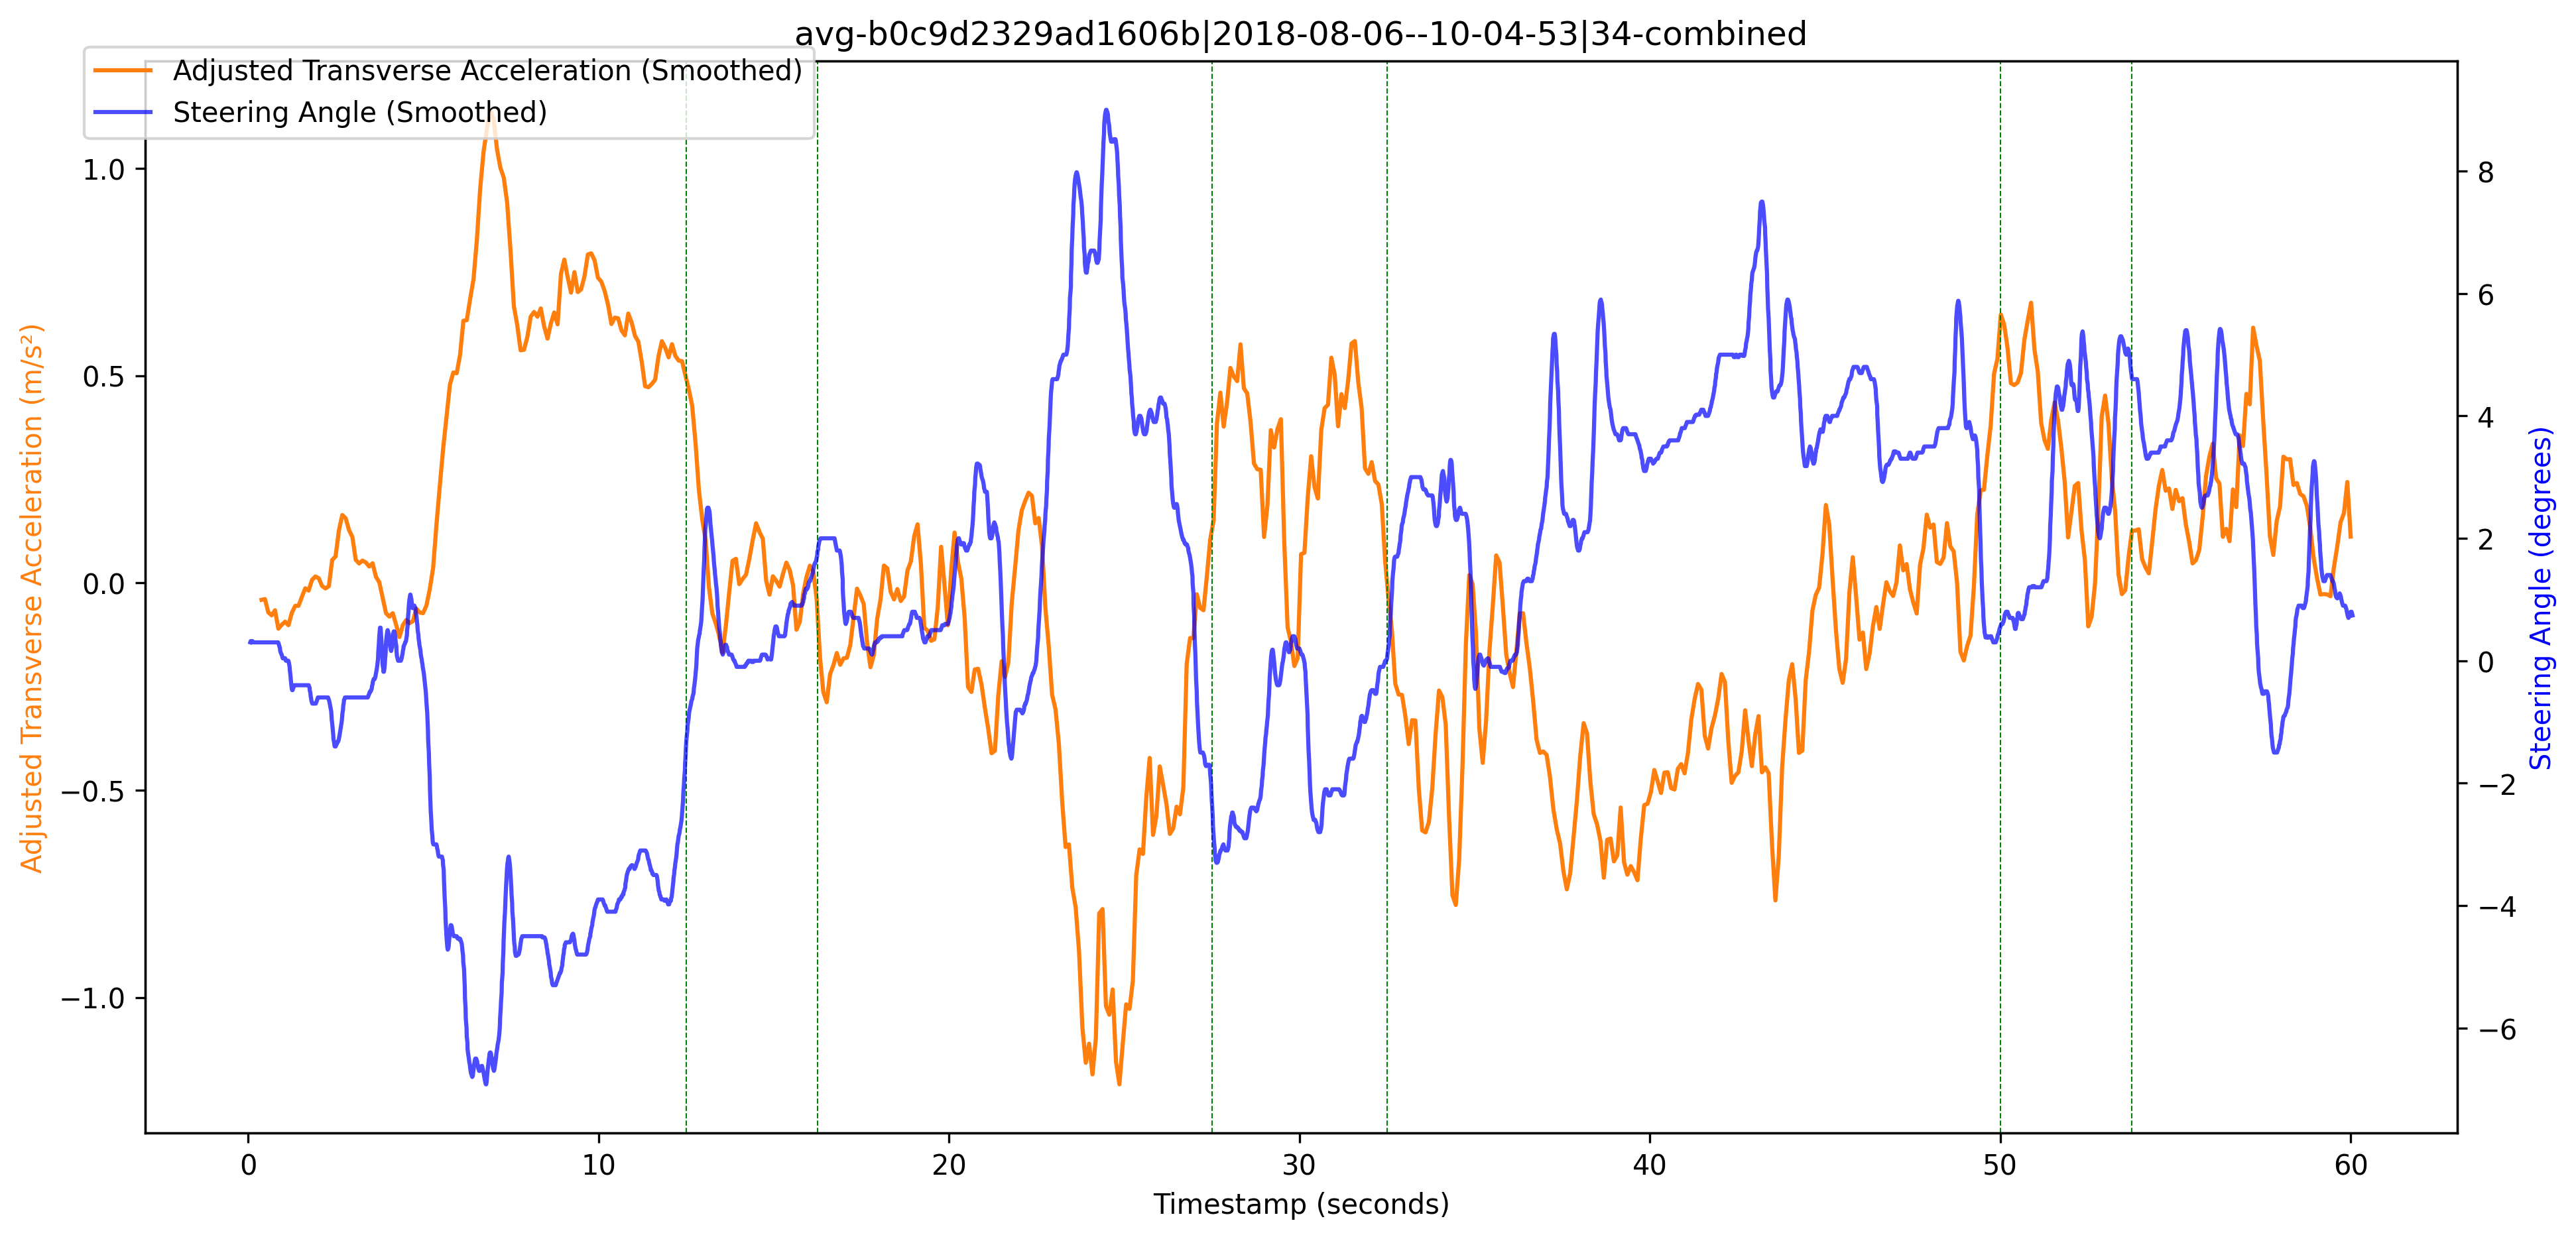 avg-b0c9d2329ad1606b|2018-08-06--10-04-53|34-combined
Adjusted Transverse Acceleration (Smoothed)
Steering Angle (Smoothed)
Adjusted Transverse Acceleration (m/s²)
1.0
0.5
0.0
−0.5
−1.0
8
6
4
2
0
−2
−4
−6
Steering Angle (degrees)
0 10 20 30 40 50 60
Timestamp (seconds)